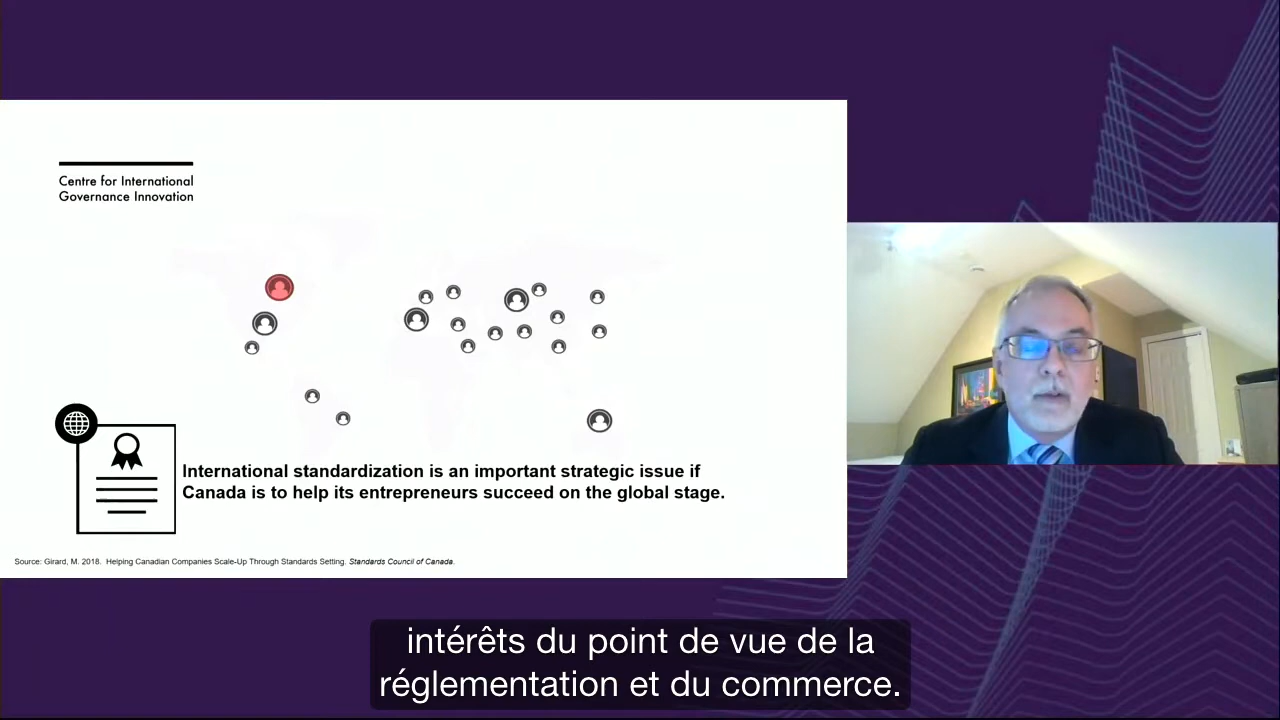 Centre for International
Governance Innovation
International standardization is an important strategic issue if
Canada is to help its entrepreneurs succeed on the global stage.
Source: Girard, M. 2018. Helping Canadian Companies Scale-Up Through Standards Setting. Standards Council of Canada.
intérêts du point de vue de la
réglementation et du commerce.